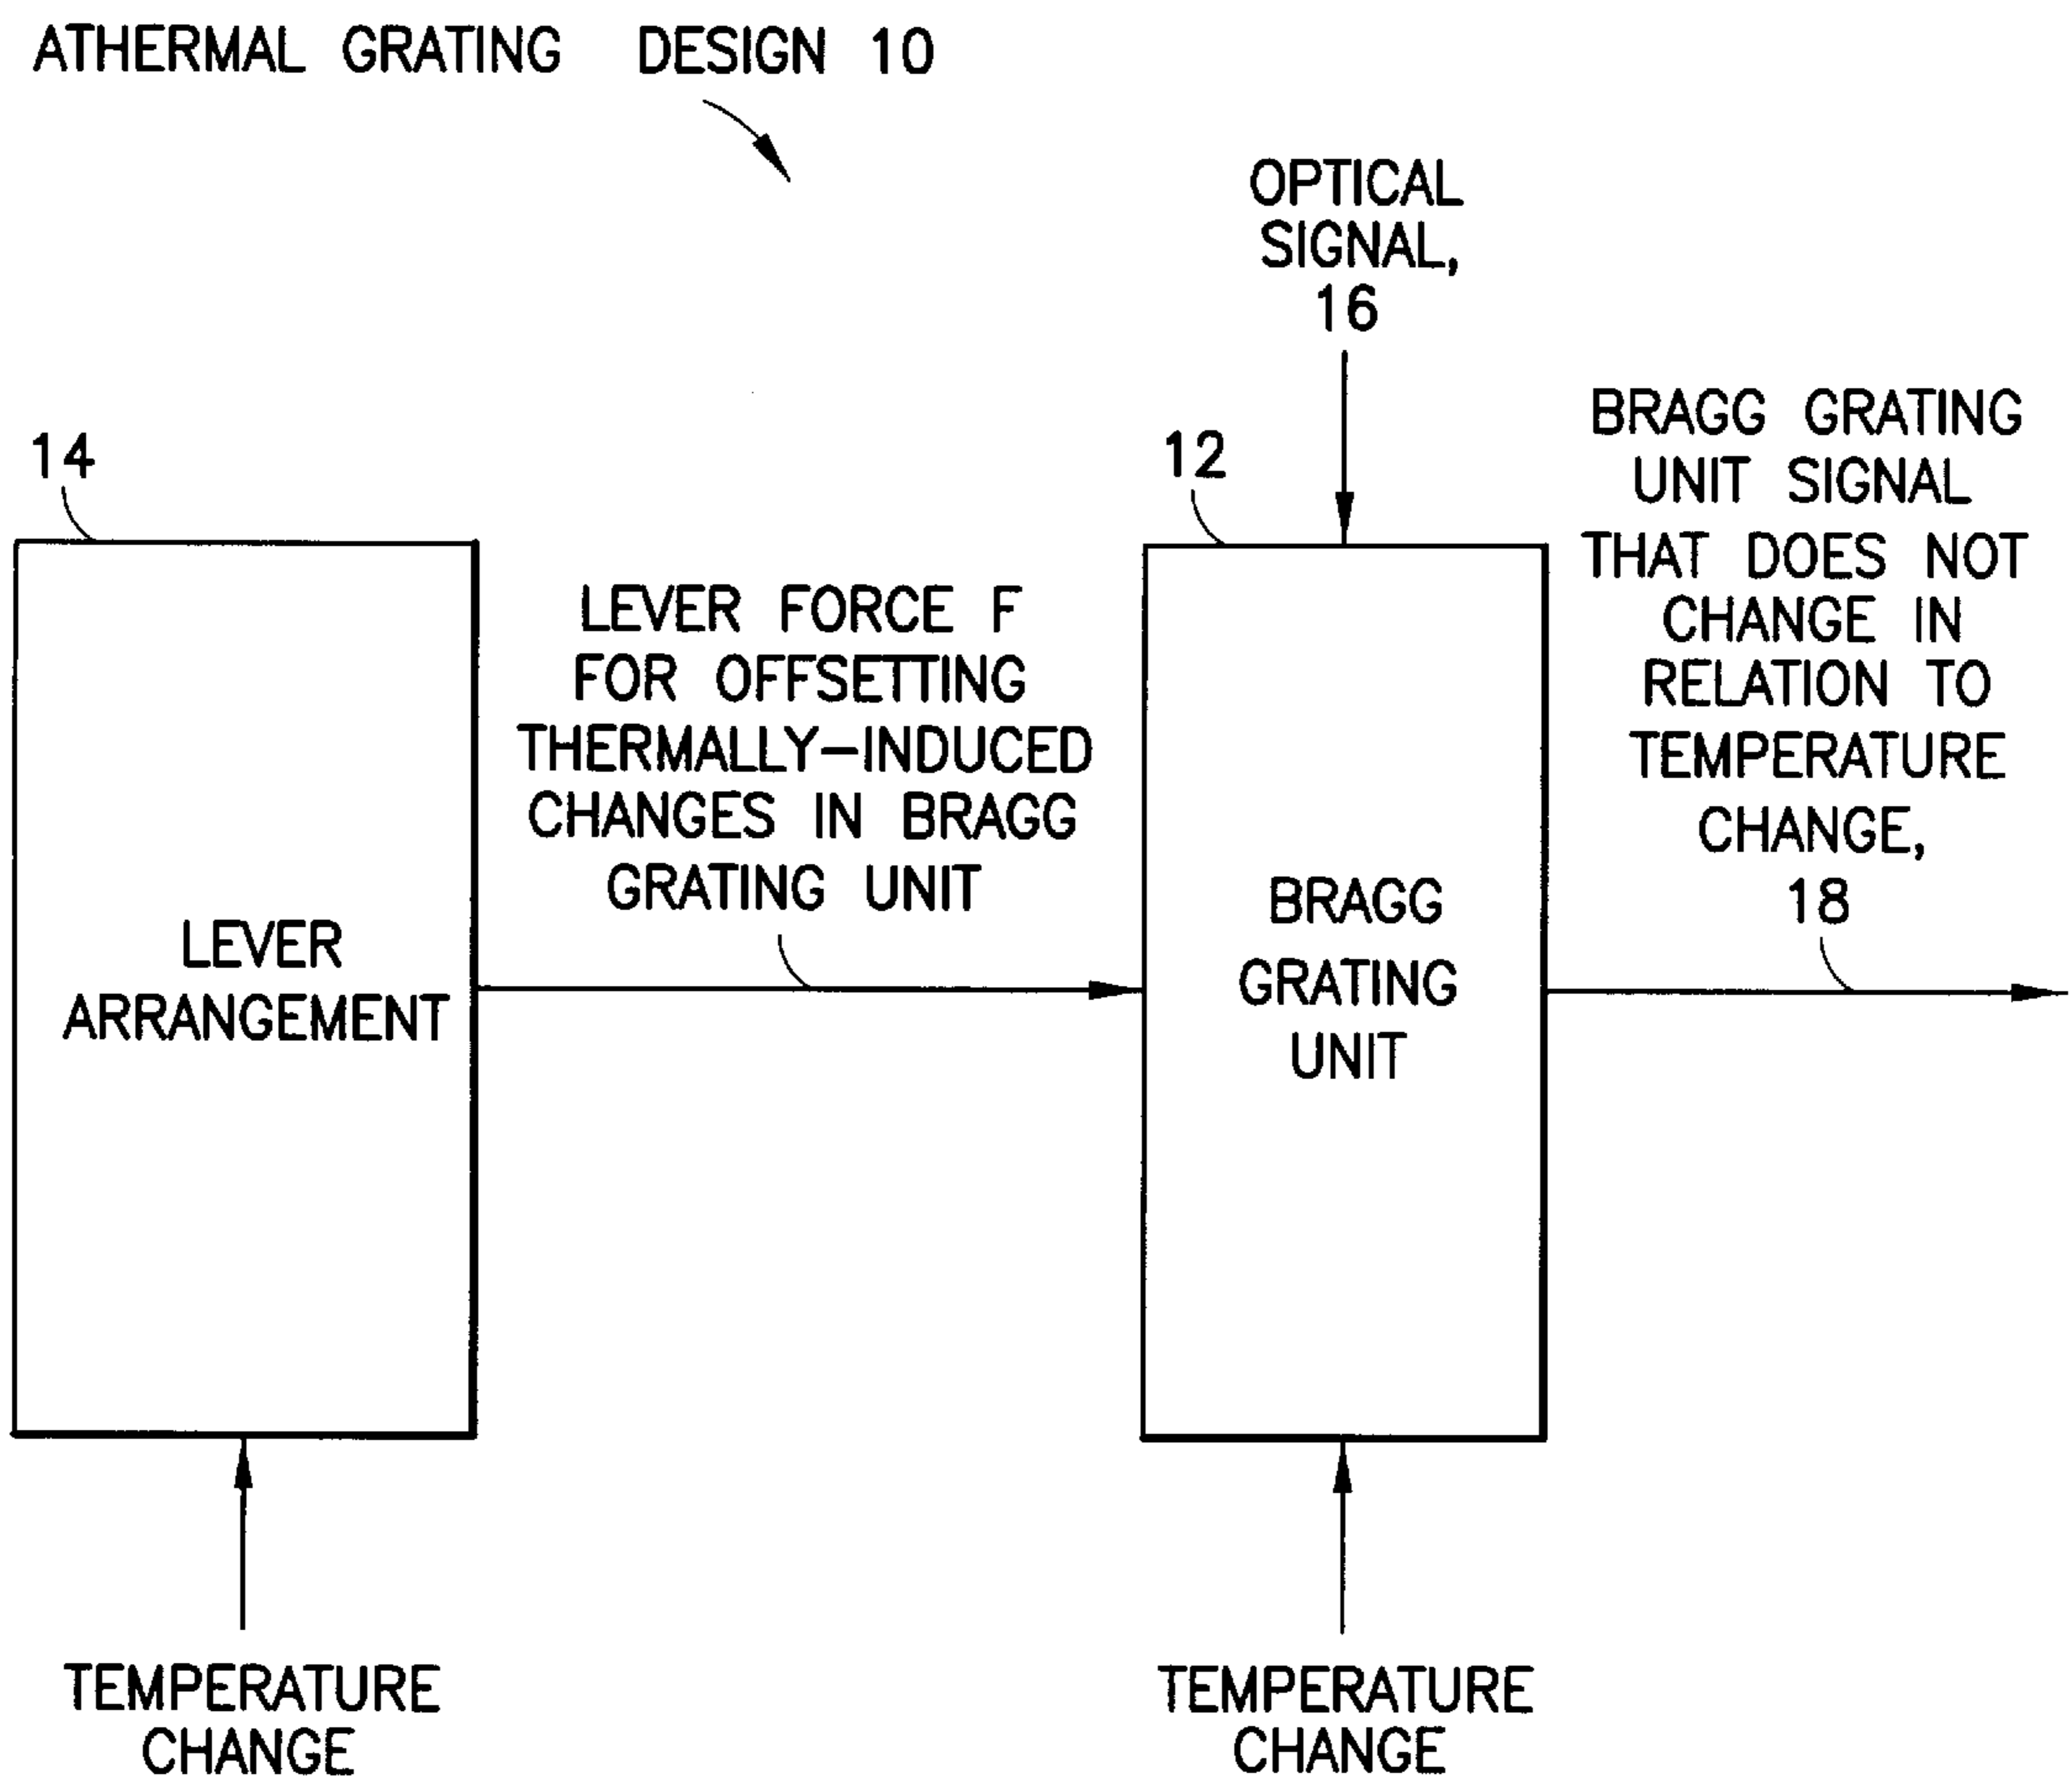 ATHERMAL GRATING DESIGN 10
OPTICAL
SIGNAL,
16
14
12
LEVER FORCE F
FOR OFFSETTING
THERMALLY-INDUCED
CHANGES IN BRAGG
GRATING UNIT
BRAGG GRATING
UNIT SIGNAL
THAT DOES NOT
CHANGE IN
RELATION TO
TEMPERATURE
CHANGE,
18
LEVER
ARRANGEMENT
BRAGG
GRATING
UNIT
TEMPERATURE
CHANGE
TEMPERATURE
CHANGE